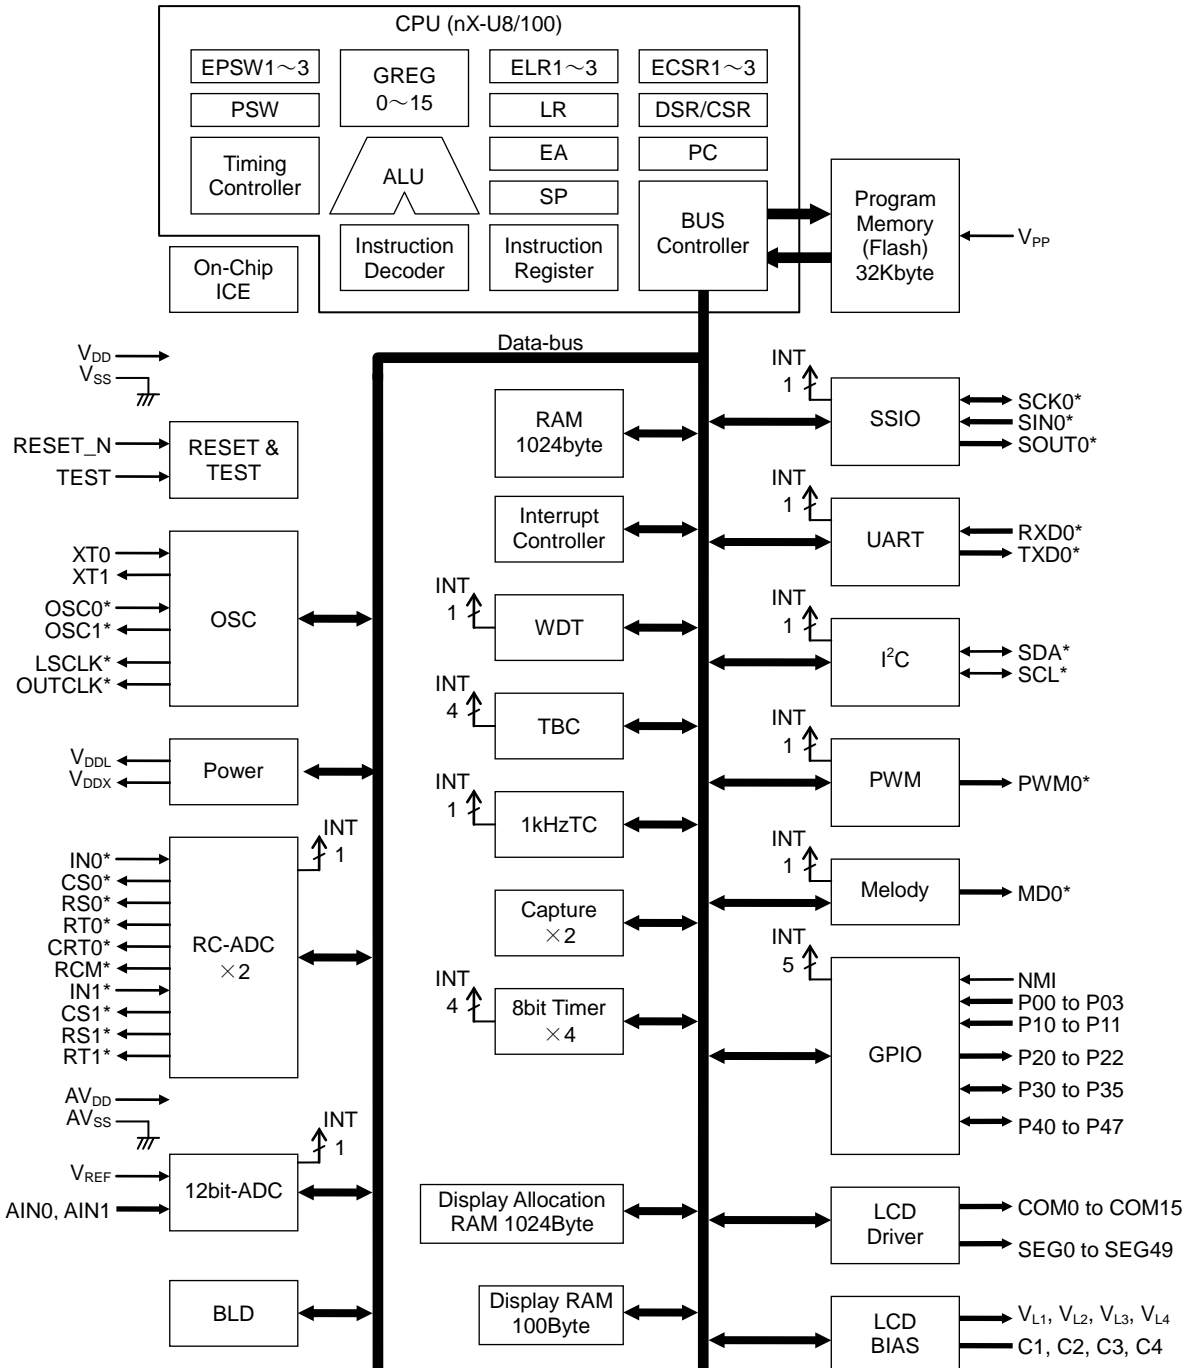 CPU (nX-U8/100)
EPSW1～3
PSW
Timing
Controller
GREG
0～15
ALU
Instruction
Decoder
ELR1～3
LR
EA
SP
Instruction
Register
ECSR1～3
DSR/CSR
PC
BUS
Controller
Program
Memory
(Flash)
32Kbyte
VPP
On-Chip
ICE
Data-bus
VDD
VSS
RESET_N
TEST
RESET &
TEST
XT0
XT1
OSC0*
OSC1*
LSCLK*
OUTCLK*
OSC
VDDL
VDDX
Power
IN0*
CS0*
RS0*
RT0*
CRT0*
RCM*
IN1*
CS1*
RS1*
RT1*
RC-ADC
×2
INT
1
AVDD
AVSS
VREF
AIN0, AIN1
12bit-ADC
INT
1
BLD
RAM
1024byte
Interrupt
Controller
INT
1
WDT
INT
4
TBC
INT
1
1kHzTC
Capture
×2
INT
4
8bit Timer
×4
Display Allocation
RAM 1024Byte
Display RAM
100Byte
INT
1
SSIO
SCK0*
SIN0*
SOUT0*
INT
1
UART
RXD0*
TXD0*
INT
1
I²C
SDA*
SCL*
INT
1
PWM
PWM0*
INT
1
Melody
MD0*
INT
5
GPIO
NMI
P00 to P03
P10 to P11
P20 to P22
P30 to P35
P40 to P47
LCD
Driver
COM0 to COM15
SEG0 to SEG49
LCD
BIAS
VL1, VL2, VL3, VL4
C1, C2, C3, C4